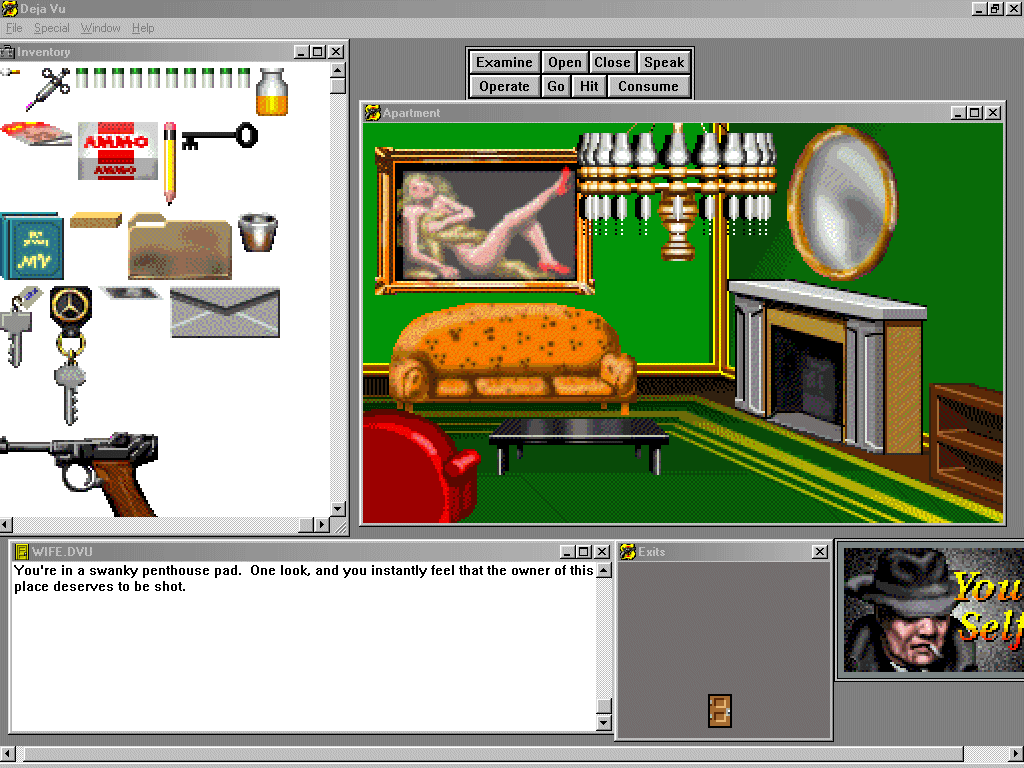 Deja Vu
File Special Window Help
Inventory
Examine Open Close Speak
Operate Go Hit Consume
Apartment
AMMO
AMMO
MV
WIFE.DVU
You're in a swanky penthouse pad. One look, and you instantly feel that the owner of this
place deserves to be shot.
Exits
You
Self